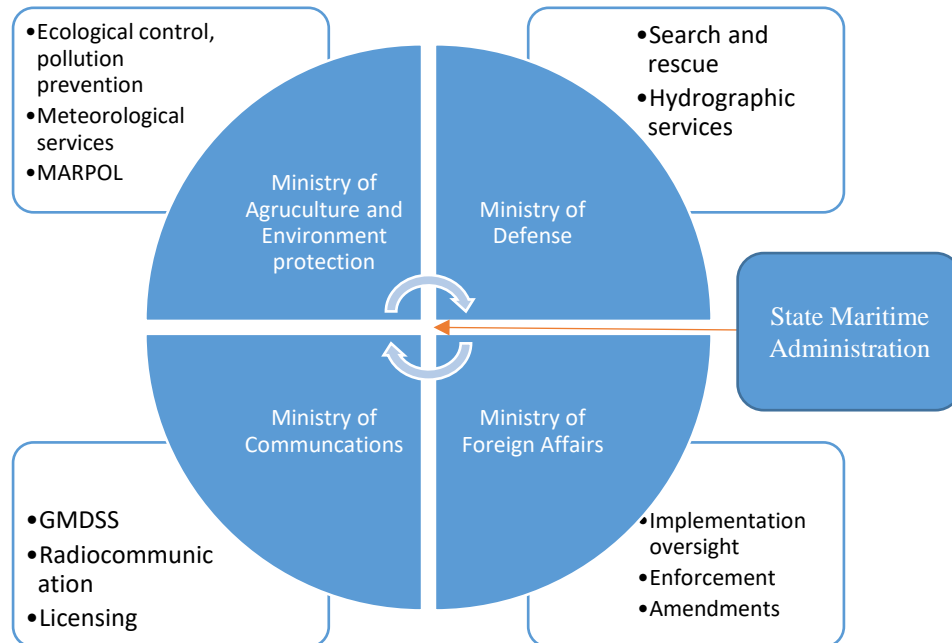 •Ecological control,
pollution
prevention
•Meteorological
services
•MARPOL
•Search and
rescue
•Hydrographic
services
Ministry of
Agruculture and
Environment
protection
Ministry of
Defense
State Maritime
Administration
Ministry of
Communcations
Ministry of
Foreign Affairs
•GMDSS
•Radiocommunic
ation
•Licensing
•Implementation
oversight
•Enforcement
•Amendments